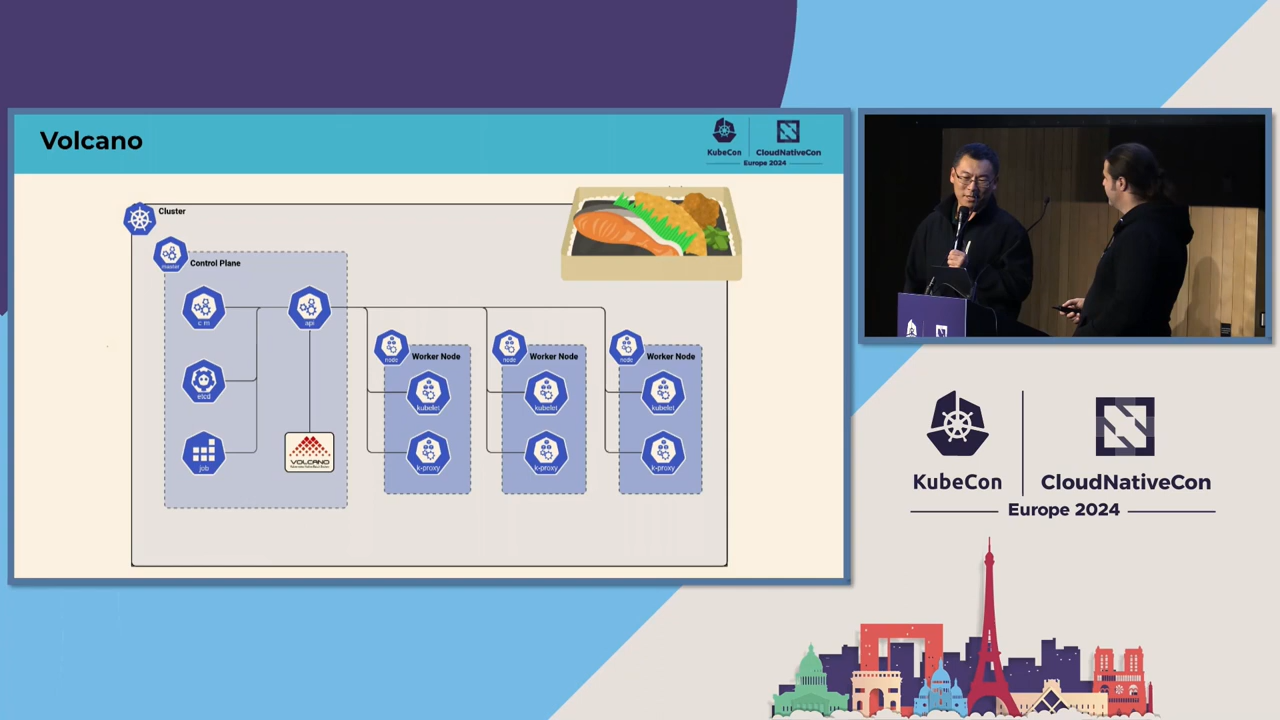 Volcano
KubeCon
CloudNativeCon
Europe 2024
Cluster
master
Control Plane
c m
api
node
Worker Node
node
Worker Node
node
Worker Node
etcd
kubelet
kubelet
kubelet
job
VOLCANO
k-proxy
k-proxy
k-proxy
KubeCon
CloudNativeCon
Europe 2024